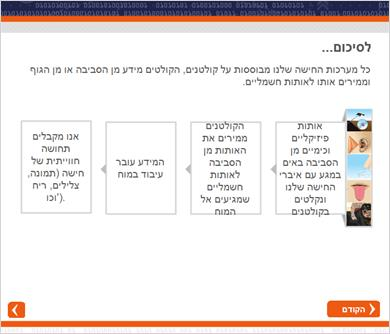 לסיכום...
כל מערכות החישה שלנו מבוססות על קולטנים, הקולטים מידע מן הסביבה או מן הגוף
וממירים אותו לאותות חשמליים.
אותות
פיזיקליים
וכימיים מן
הסביבה באים
במגע עם איברי
החישה שלנו
ונקלטים
בקולטנים
הקולטנים
ממירים את
האותות מן
הסביבה
לאותות
חשמליים
שמגיעים אל
המוח
המידע עובר
עיבוד במוח
אנו מקבלים
תחושה
חווייתית של
חישה (תמונה,
צלילים, ריח
וכו').
הקודם